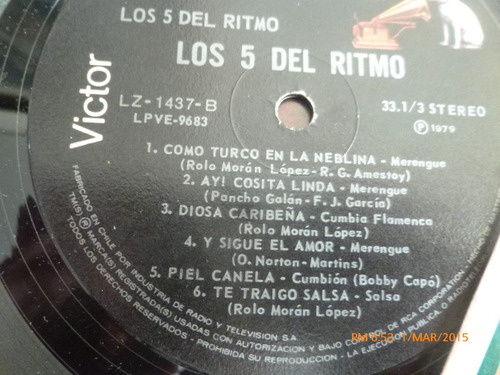 LOS 5 DEL RITMO
LOS 5 DEL RITMO
Victor
LZ-1437-B
LPVE-9683
33.1/3 STEREO
Ⓟ 1979
1. COMO TURCO EN LA NEBLINA - Merengue
(Rolo Morán López-R. G. Amestoy)
2. AY! COSITA LINDA - Merengue
(Pancho Galán-F. J. García)
3. DIOSA CARIBEÑA - Cumbia Flamenca
(Rolo Morán López)
4. Y SIGUE EL AMOR - Merengue
(O. Norton-Martins)
5. PIEL CANELA - Cumbión (Bobby Capó)
6. TE TRAIGO SALSA - Salsa
(Rolo Morán López)
FABRICADO EN CHILE POR INDUSTRIA DE RADIO Y TELEVISION S.A.
TM(S) ® MARCA(S) REGISTRADA(S) USADAS CON AUTORIZACION Y BAJO CONTROL DE RCA CORPORATION.
TODOS LOS DERECHOS RESERVADOS - PROHIBIDA SU REPRODUCCION - LA EJECUCION PUBLICA O
RM 6:53 1/MAR/2015